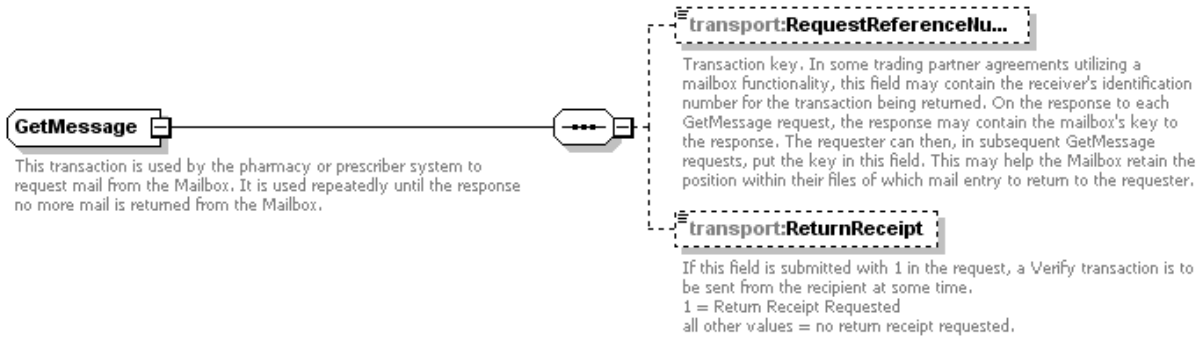 GetMessage
This transaction is used by the pharmacy or prescriber system to
request mail from the Mailbox. It is used repeatedly until the response
no more mail is returned from the Mailbox.
transport:RequestReferenceNu...
Transaction key. In some trading partner agreements utilizing a
mailbox functionality, this field may contain the receiver's identification
number for the transaction being returned. On the response to each
GetMessage request, the response may contain the mailbox's key to
the response. The requester can then, in subsequent GetMessage
requests, put the key in this field. This may help the Mailbox retain the
position within their files of which mail entry to return to the requester.
transport:ReturnReceipt
If this field is submitted with 1 in the request, a Verify transaction is to
be sent from the recipient at some time.
1 = Return Receipt Requested
all other values = no return receipt requested.